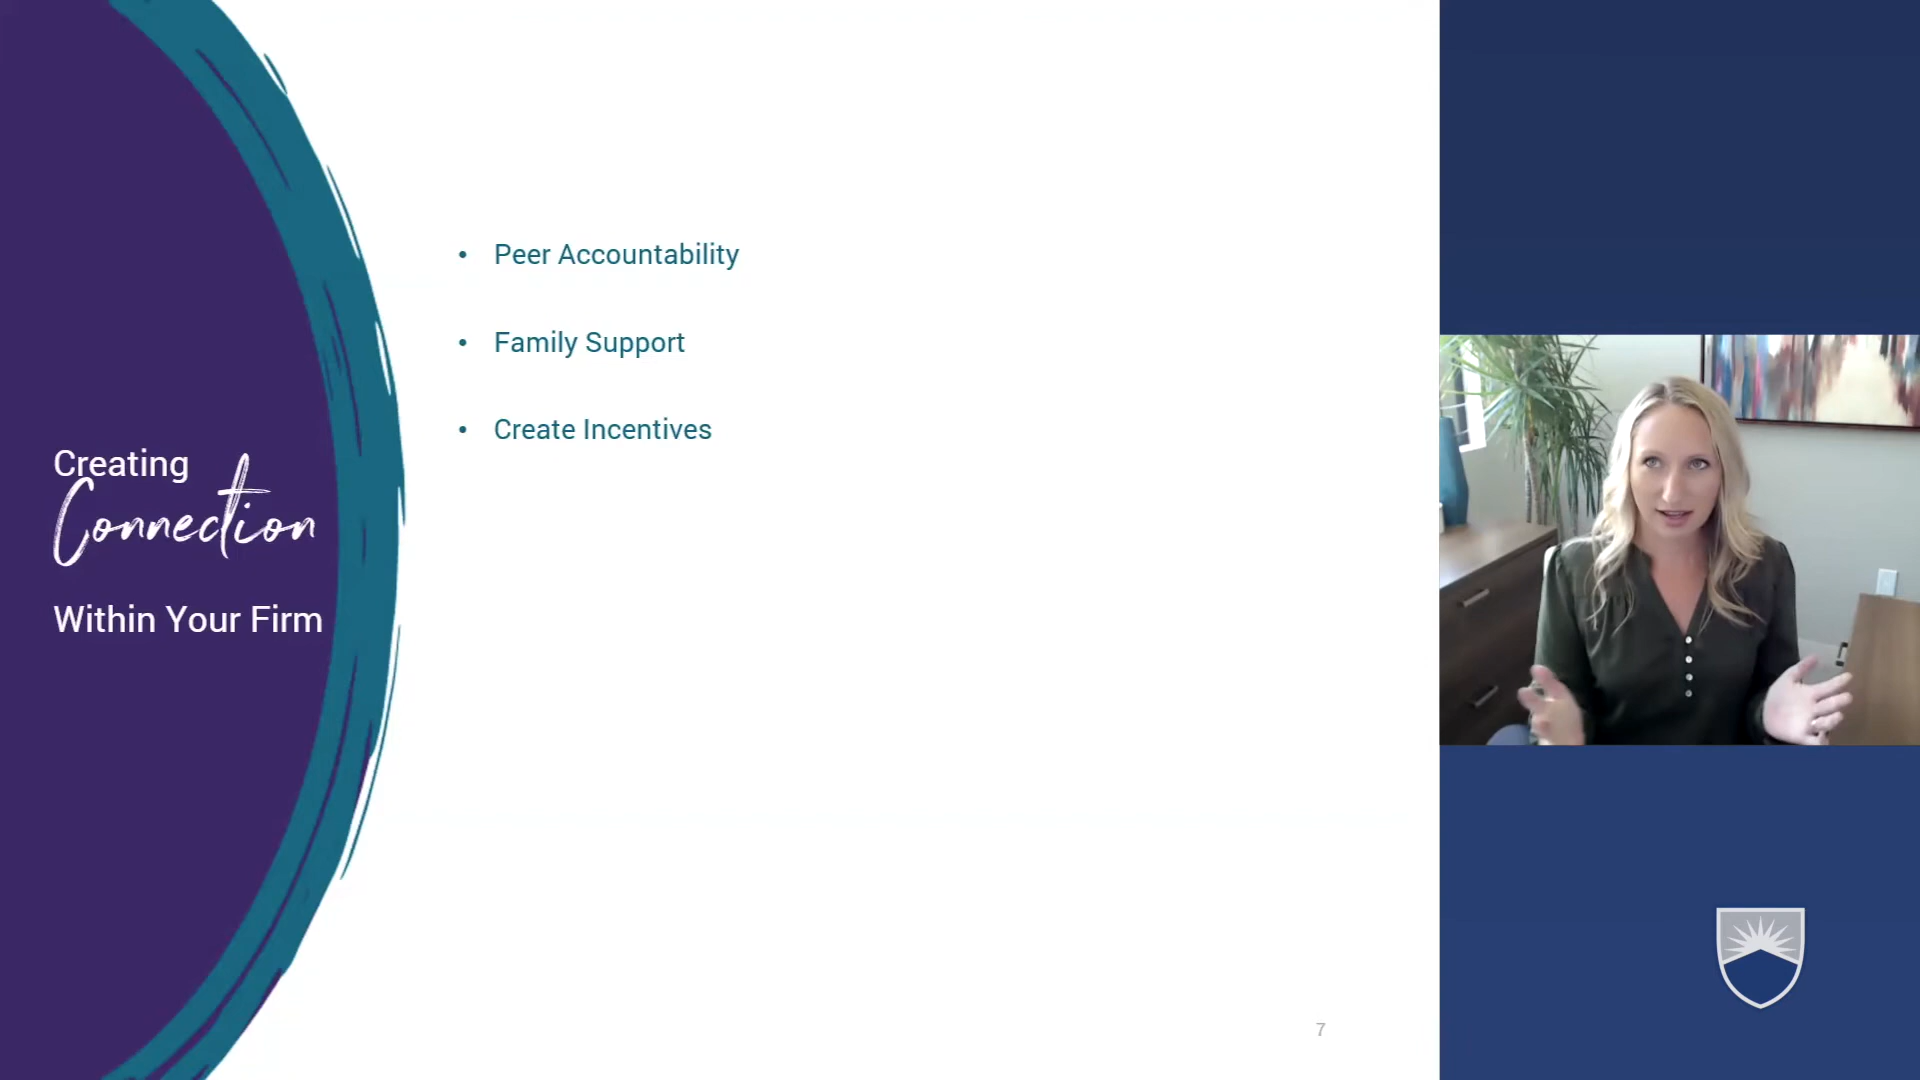 Creating
Connection
Within Your Firm
• Peer Accountability
• Family Support
• Create Incentives
7